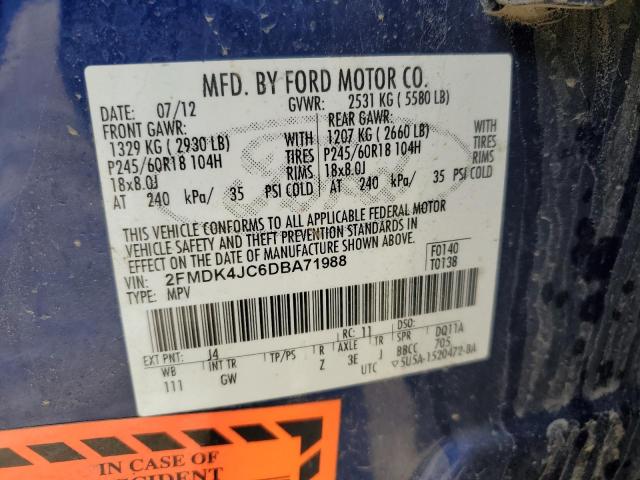 MFD. BY FORD MOTOR CO.
DATE: 07/12 GVWR: 2531 KG ( 5580 LB)
FRONT GAWR: REAR GAWR:
1329 KG ( 2930 LB) WITH 1207 KG ( 2660 LB) WITH
P245/60R18 104H TIRES P245/60R18 104H TIRES
18x8.0J RIMS 18x8.0J RIMS
AT 240 kPa/ 35 PSI COLD AT 240 kPa/ 35 PSI COLD
THIS VEHICLE CONFORMS TO ALL APPLICABLE FEDERAL MOTOR
VEHICLE SAFETY AND THEFT PREVENTION STANDARDS IN
EFFECT ON THE DATE OF MANUFACTURE SHOWN ABOVE.
VIN: 2FMDK4JC6DBA71988 F0140
TYPE: MPV T0138
EXT PNT: J4 RC: 11 DSO:
WB INT TR TP/PS R AXLE TR SPR DQ11A
111 GW Z 3E J BBCC 705
UTC 5U5A-1520472-BA
IN CASE OF